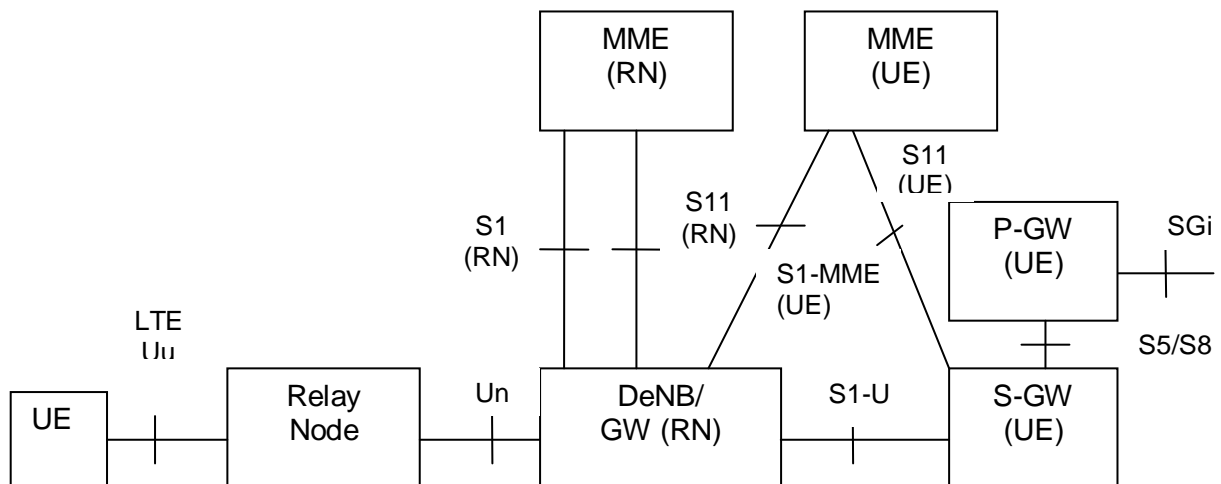 MME
(RN)
MME
(UE)
S11
(UE)
S1
(RN)
S11
(RN)
P-GW
(UE)
SGi
S1-MME
(UE)
LTE
Uu
S5/S8
UE
Relay
Node
Un
DeNB/
GW (RN)
S1-U
S-GW
(UE)